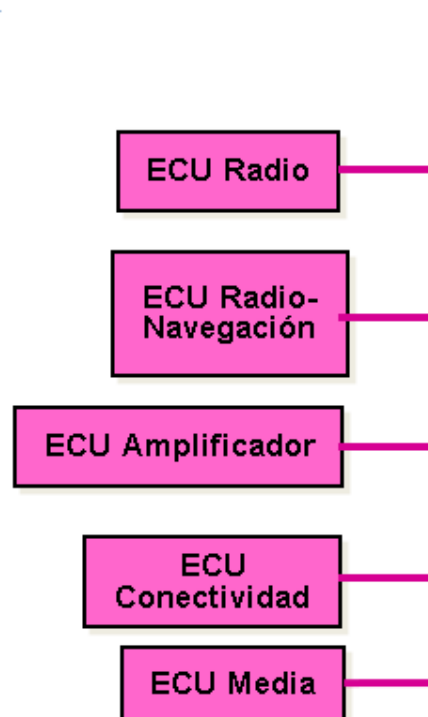 ECU Radio
ECU Radio-
Navegación
ECU Amplificador
ECU
Conectividad
ECU Media